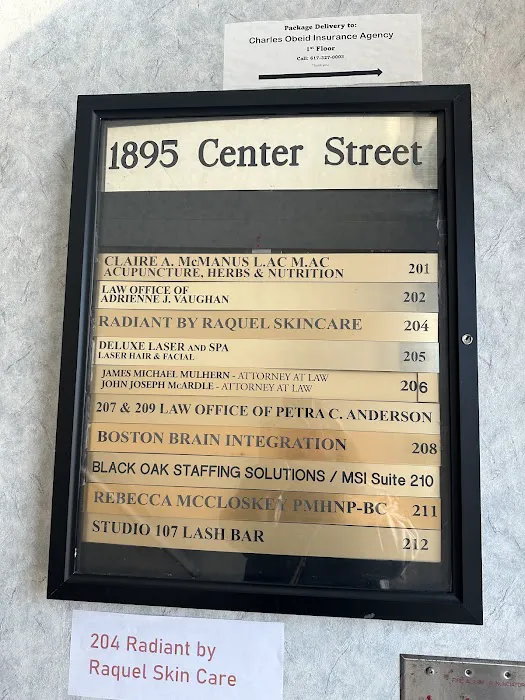 Package Delivery to:
Charles Obeid Insurance Agency
1st Floor
Call: 617-327-0003
1895 Center Street
CLAIRE A. McMANUS L.AC M.AC
ACUPUNCTURE, HERBS & NUTRITION 201
LAW OFFICE OF
ADRIENNE J. VAUGHAN 202
RADIANT BY RAQUEL SKINCARE 204
DELUXE LASER AND SPA
LASER HAIR & FACIAL 205
JAMES MICHAEL MULHERN - ATTORNEY AT LAW
JOHN JOSEPH McARDLE - ATTORNEY AT LAW 206
207 & 209 LAW OFFICE OF PETRA C. ANDERSON
BOSTON BRAIN INTEGRATION 208
BLACK OAK STAFFING SOLUTIONS / MSI Suite 210
REBECCA MCCLOSKEY PMHNP-BC 211
STUDIO 107 LASH BAR 212
204 Radiant by
Raquel Skin Care